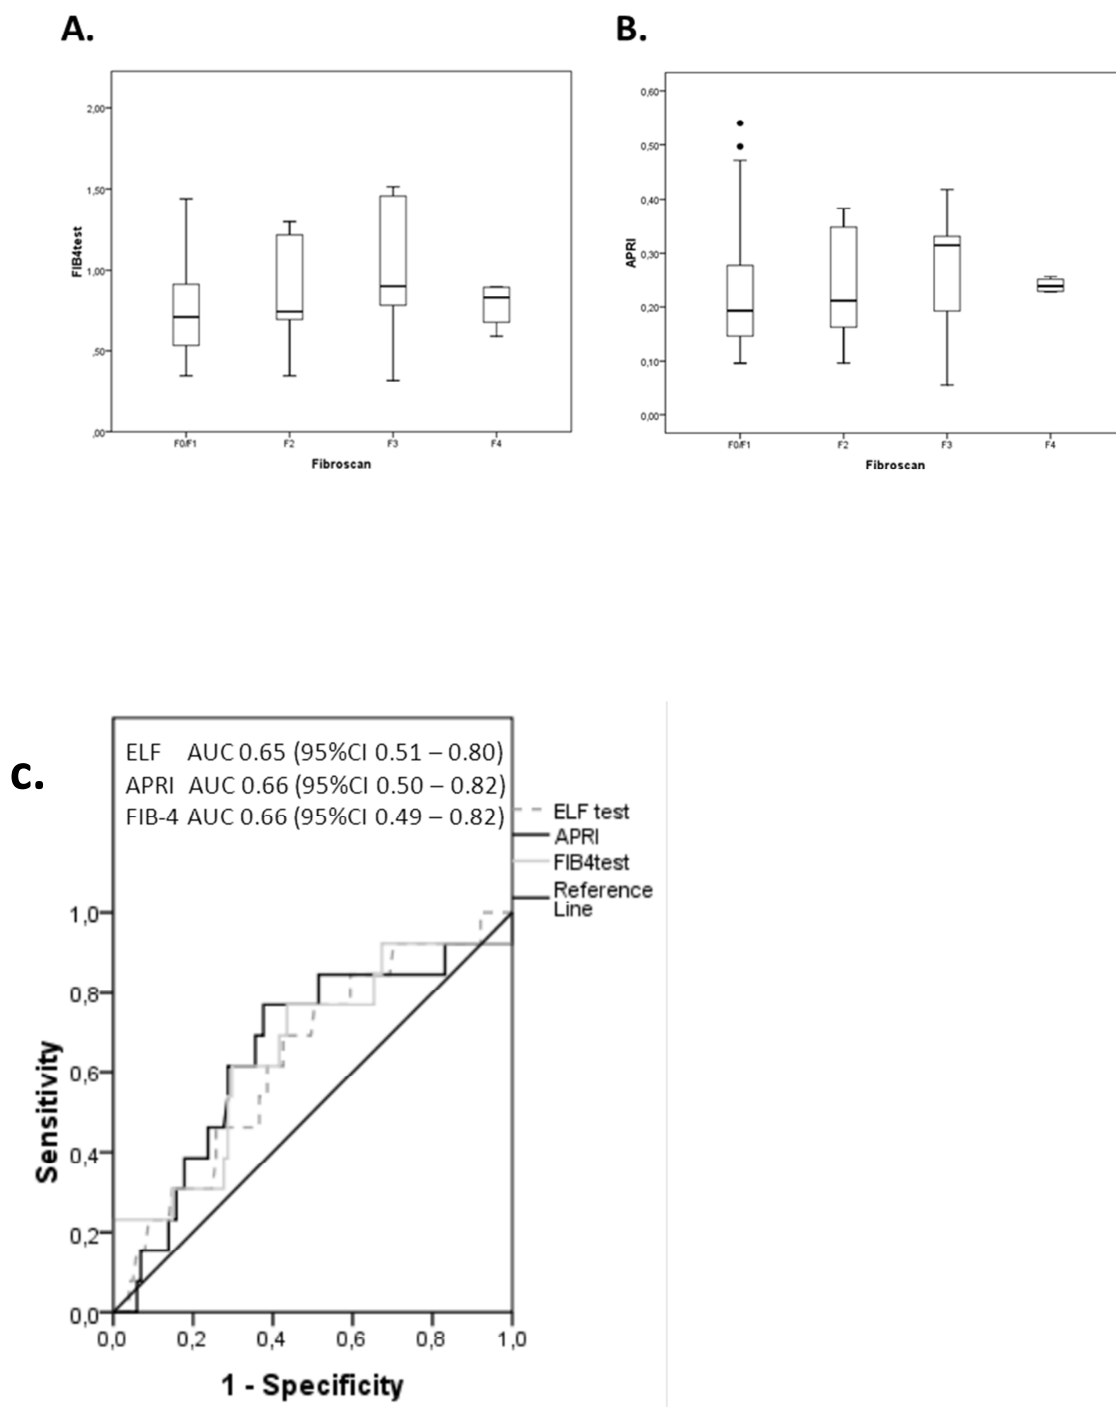 A.
B.
2,00
1,50
1,00
,50
,00
FIB4test
F0/F1
F2
F3
F4
Fibroscan
0,60
0,50
0,40
0,30
0,20
0,10
0,00
APRI
F0/F1
F2
F3
F4
Fibroscan
C.
ELF AUC 0.65 (95%CI 0.51 – 0.80)
APRI AUC 0.66 (95%CI 0.50 – 0.82)
FIB-4 AUC 0.66 (95%CI 0.49 – 0.82)
ELF test
APRI
FIB4test
Reference
Line
1,0
0,8
0,6
0,4
0,2
0,0
Sensitivity
0,0
0,2
0,4
0,6
0,8
1,0
1 - Specificity